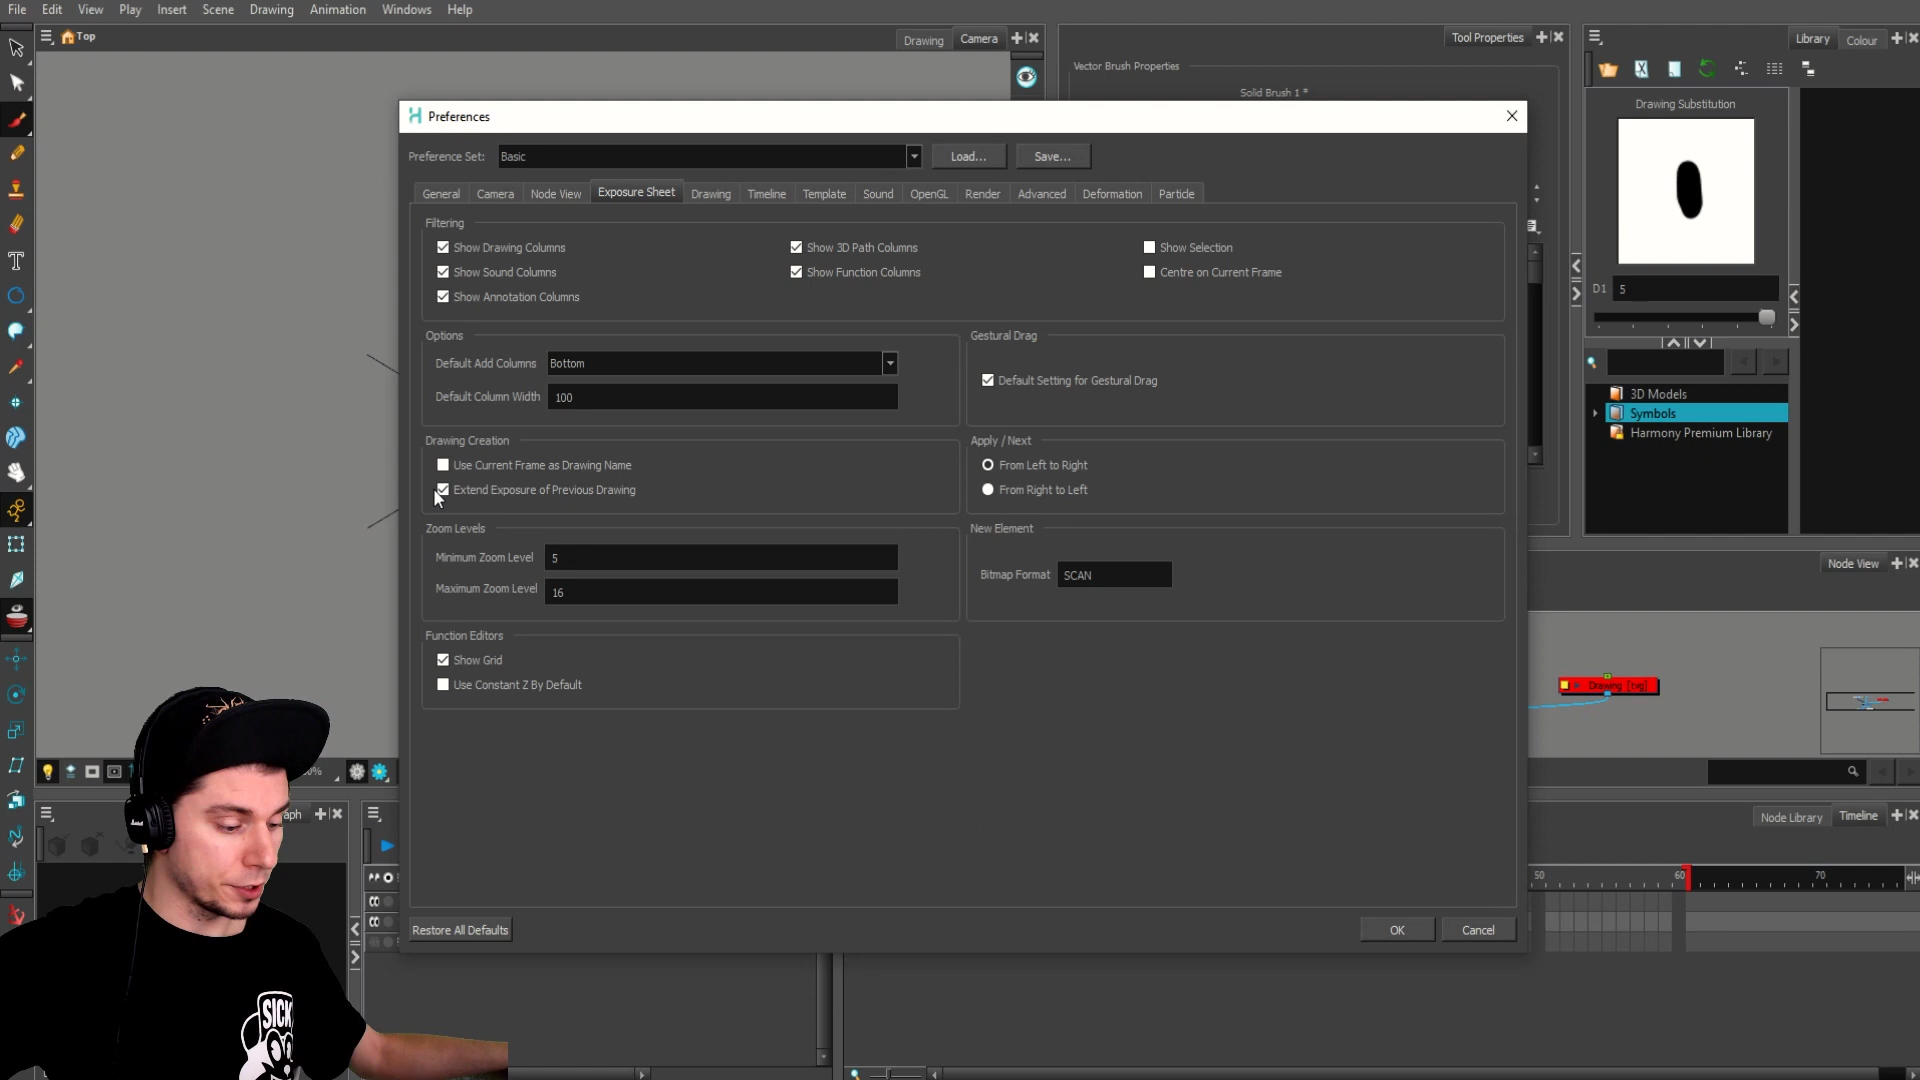 File Edit View Play Insert Scene Drawing Animation Windows Help
Top
Drawing Camera
Tool Properties
Library Colour
Vector Brush Properties
Solid Brush 1 *
Drawing Substitution
Preferences
Preference Set: Basic Load... Save...
General Camera Node View Exposure Sheet Drawing Timeline Template Sound OpenGL Render Advanced Deformation Particle
Filtering
Show Drawing Columns Show 3D Path Columns Show Selection
Show Sound Columns Show Function Columns Centre on Current Frame
Show Annotation Columns
D1 5
Options
Default Add Columns Bottom
Default Column Width 100
Gestural Drag
Default Setting for Gestural Drag
3D Models
Symbols
Harmony Premium Library
Drawing Creation
Use Current Frame as Drawing Name
Extend Exposure of Previous Drawing
Apply / Next
From Left to Right
From Right to Left
Zoom Levels
Minimum Zoom Level 5
Maximum Zoom Level 16
New Element
Bitmap Format SCAN
Node View
Function Editors
Show Grid
Use Constant Z By Default
Drawing
Node Library Timeline
50 60 70
Restore All Defaults OK Cancel
SICK